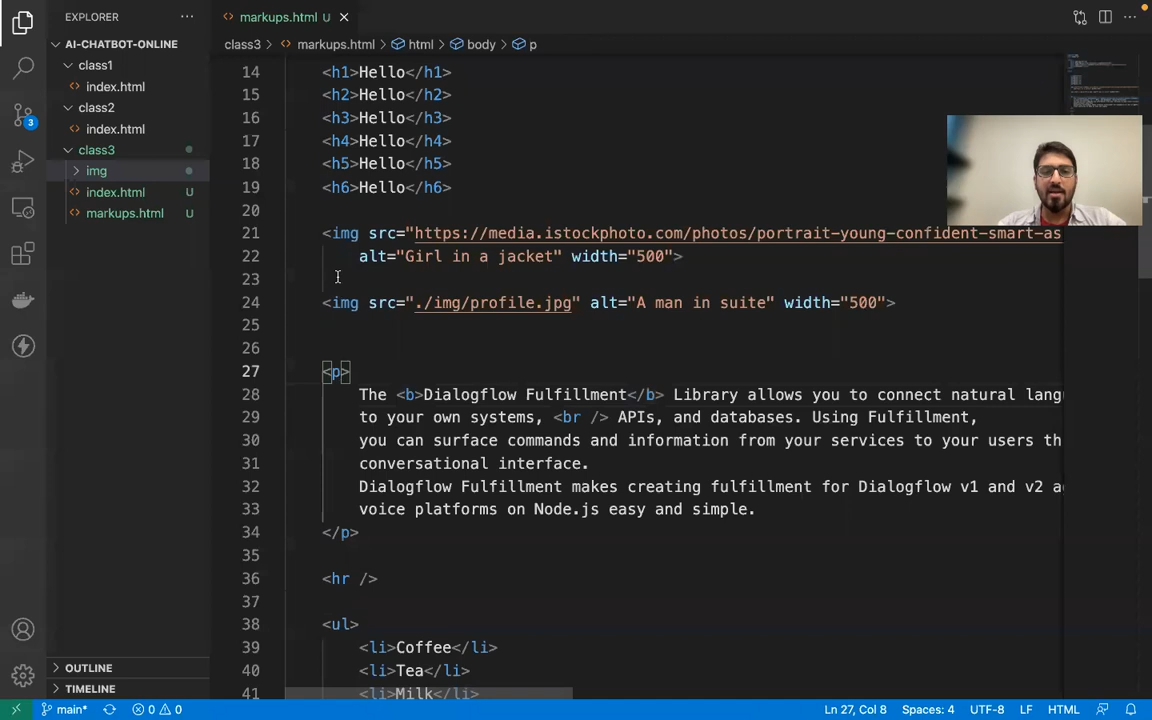 EXPLORER
AI-CHATBOT-ONLINE
class1
index.html
class2
index.html
class3
img
index.html U
markups.html U
OUTLINE
TIMELINE
3
markups.html U
class3 > markups.html > html > body > p
14 <h1>Hello</h1>
15 <h2>Hello</h2>
16 <h3>Hello</h3>
17 <h4>Hello</h4>
18 <h5>Hello</h5>
19 <h6>Hello</h6>
20
21 <img src="https://media.istockphoto.com/photos/portrait-young-confident-smart-as
22 alt="Girl in a jacket" width="500">
23
24 <img src="./img/profile.jpg" alt="A man in suite" width="500">
25
26
27 <p>
28 The <b>Dialogflow Fulfillment</b> Library allows you to connect natural lang
29 to your own systems, <br /> APIs, and databases. Using Fulfillment,
30 you can surface commands and information from your services to your users th
31 conversational interface.
32 Dialogflow Fulfillment makes creating fulfillment for Dialogflow v1 and v2 a
33 voice platforms on Node.js easy and simple.
34 </p>
35
36 <hr />
37
38 <ul>
39 <li>Coffee</li>
40 <li>Tea</li>
41 <li>Milk</li>
main* 0 0 Ln 27, Col 8 Spaces: 4 UTF-8 LF HTML